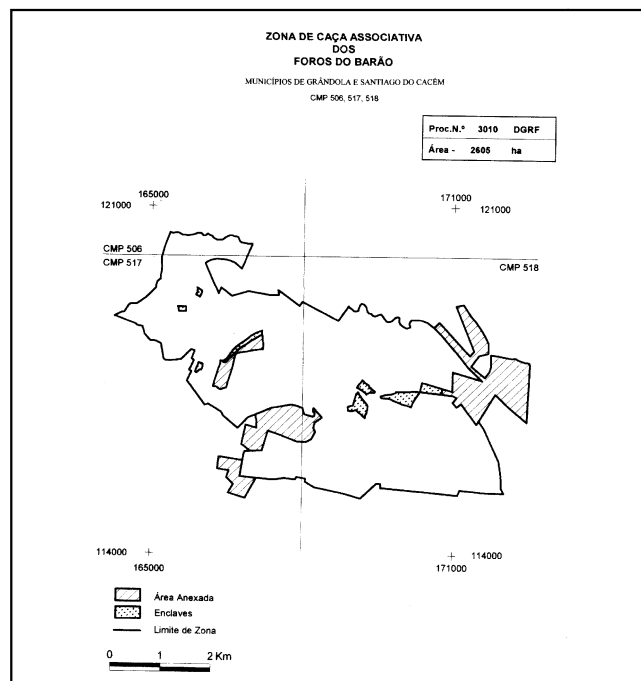 ZONA DE CAÇA ASSOCIATIVA
DOS
FOROS DO BARÃO
MUNICÍPIOS DE GRÂNDOLA E SANTIAGO DO CACÉM
CMP 506, 517, 518
Proc.N.º 3010 DGRF
Área - 2605 ha
165000
121000
171000
121000
CMP 506
CMP 517
CMP 518
114000
165000
114000
171000
Área Anexada
Enclaves
Limite de Zona
0 1 2 Km